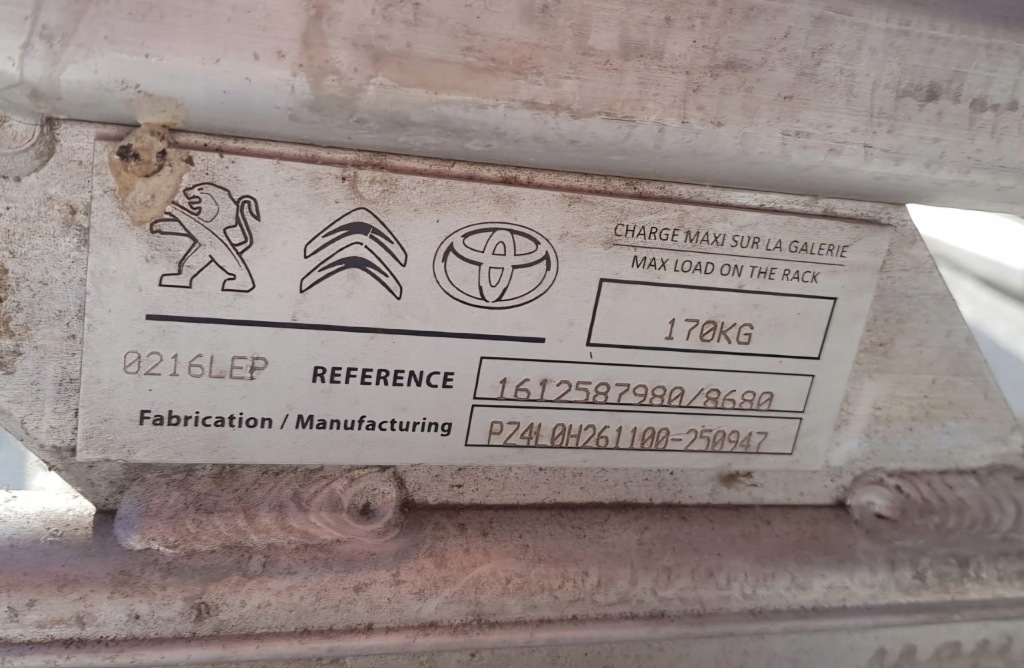 CHARGE MAXI SUR LA GALERIE
MAX LOAD ON THE RACK
170KG
0216LEP
REFERENCE
1612587980/8680
Fabrication / Manufacturing
PZ4L0H261100-250947